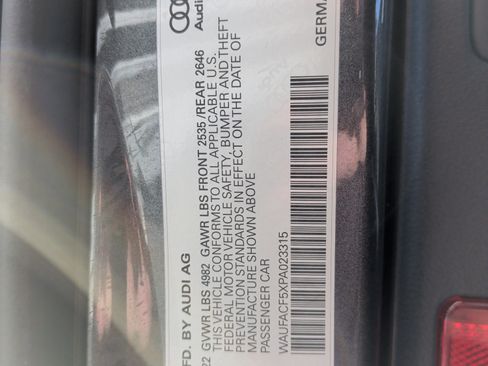 Audi
GERMA
FD. BY AUDI AG
22 GVWR LBS 4982 GAWR LBS FRONT 2535 /REAR 2646
THIS VEHICLE CONFORMS TO ALL APPLICABLE U.S.
FEDERAL MOTOR VEHICLE SAFETY, BUMPER AND THEFT
PREVENTION STANDARDS IN EFFECT ON THE DATE OF
MANUFACTURE SHOWN ABOVE
PASSENGER CAR
WAUFACF5XPA023315